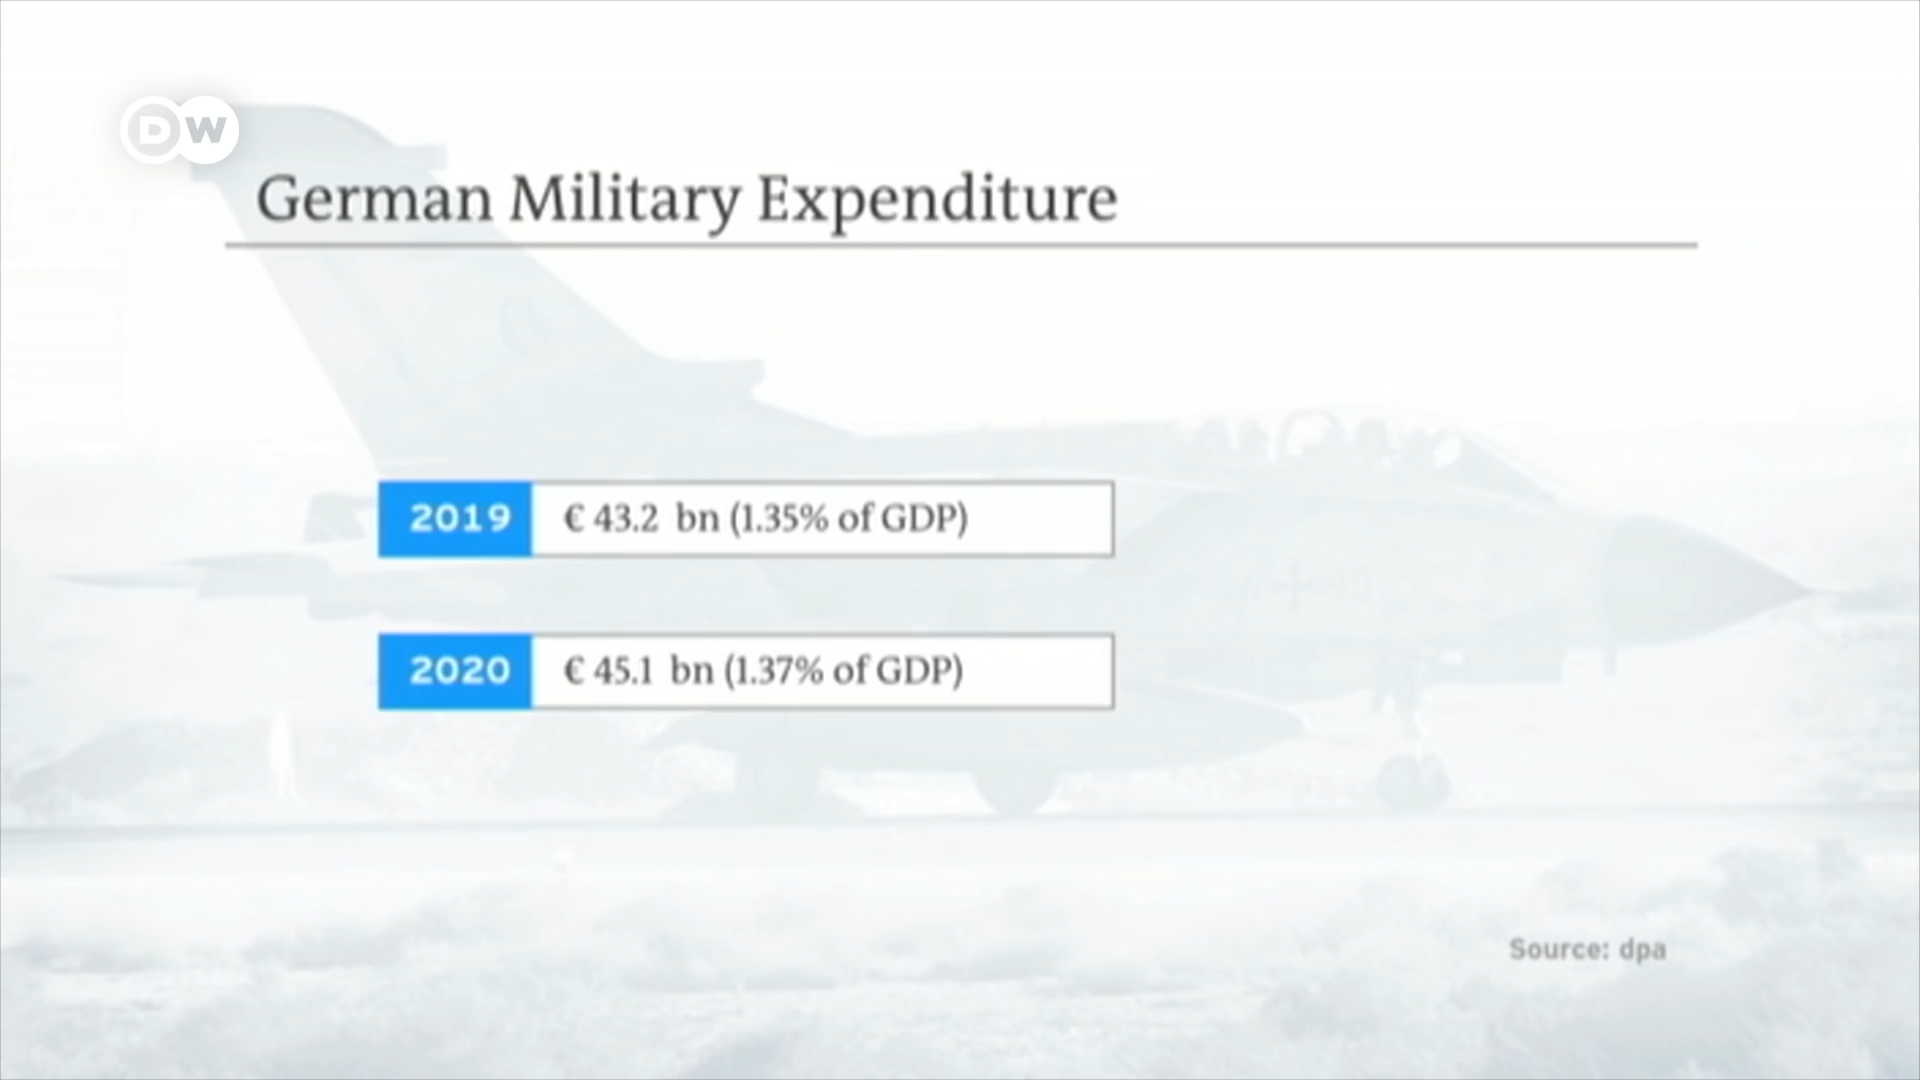 DW
German Military Expenditure
2019 € 43.2 bn (1.35% of GDP)
2020 € 45.1 bn (1.37% of GDP)
Source: dpa